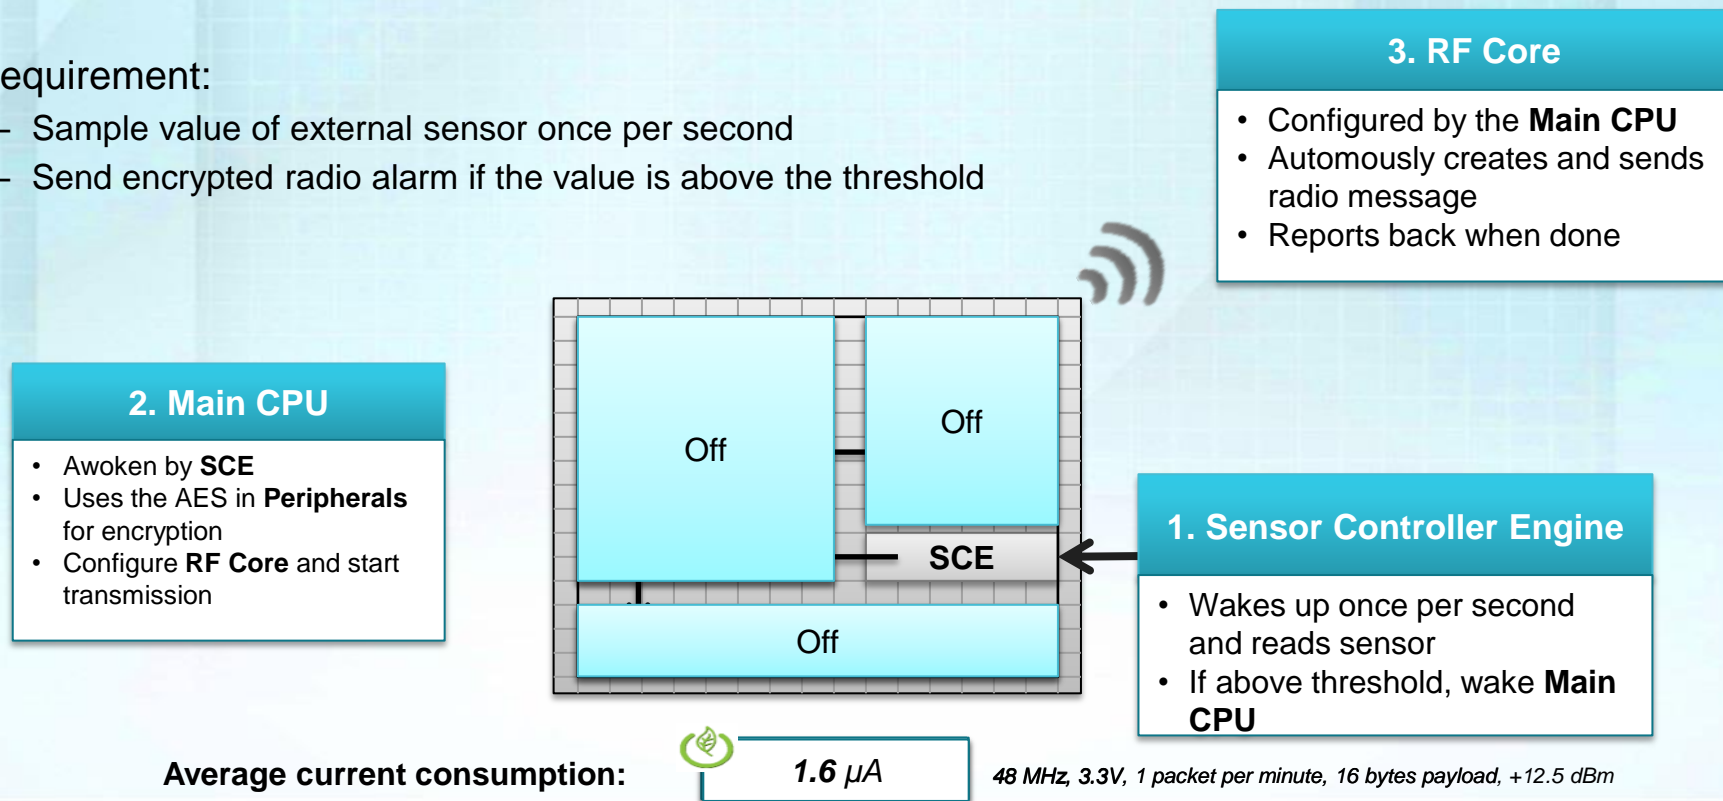 equirement:
– Sample value of external sensor once per second
– Send encrypted radio alarm if the value is above the threshold
3. RF Core
• Configured by the Main CPU
• Automously creates and sends
radio message
• Reports back when done
2. Main CPU
• Awoken by SCE
• Uses the AES in Peripherals
for encryption
• Configure RF Core and start
transmission
Off
Off
SCE
Off
1. Sensor Controller Engine
• Wakes up once per second
and reads sensor
• If above threshold, wake Main
CPU
Average current consumption:
1.6 µA
48 MHz, 3.3V, 1 packet per minute, 16 bytes payload, +12.5 dBm